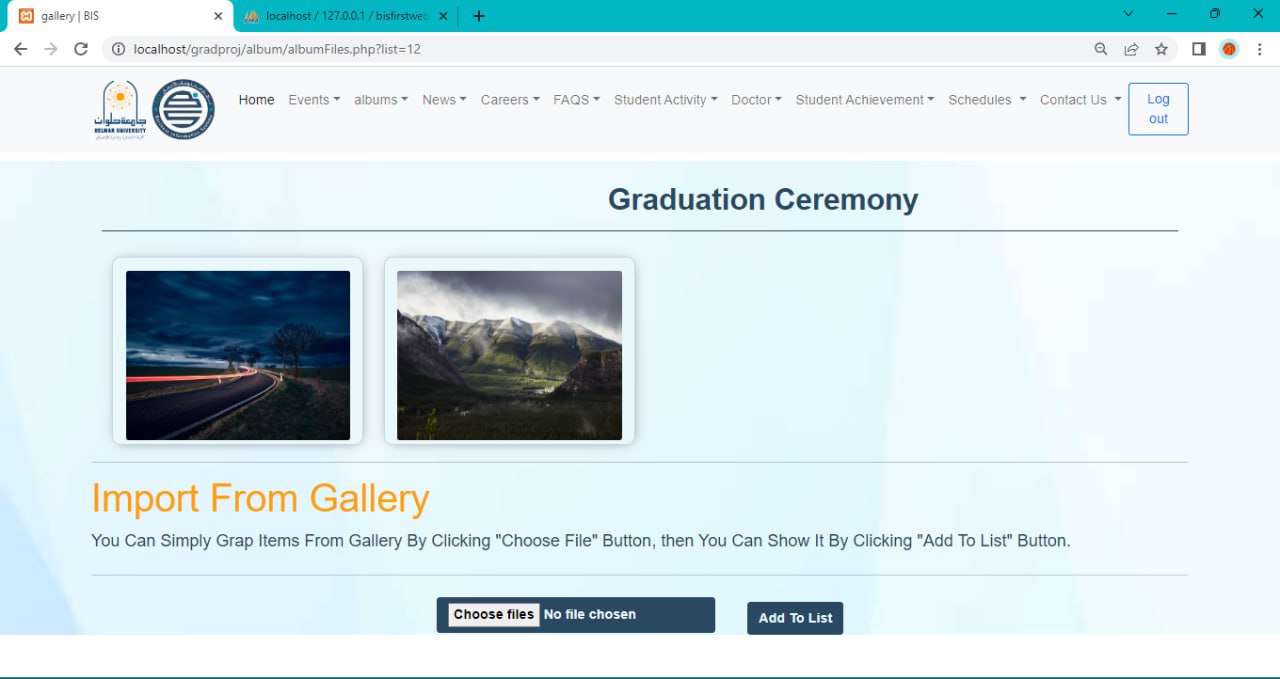 gallery | BIS
localhost / 127.0.0.1 / bisfirstweb
localhost/gradproj/album/albumFiles.php?list=12
جامعة حلوان
HELWAN UNIVERSITY
Home Events albums News Careers FAQS Student Activity Doctor Student Achievement Schedules Contact Us
Log
out
Graduation Ceremony
Import From Gallery
You Can Simply Grap Items From Gallery By Clicking "Choose File" Button, then You Can Show It By Clicking "Add To List" Button.
Choose files No file chosen
Add To List